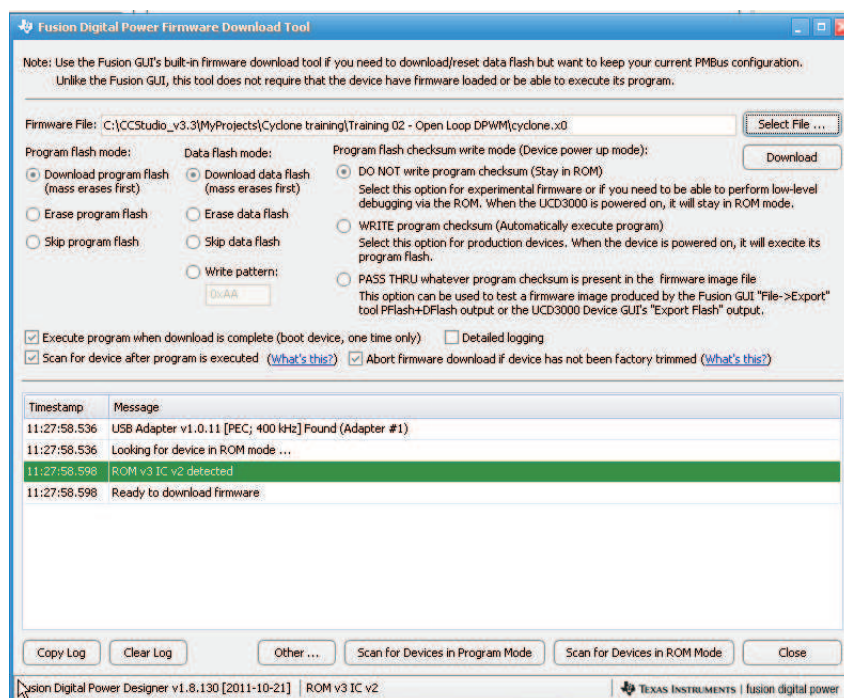 Fusion Digital Power Firmware Download Tool
Note: Use the Fusion GUI's built-in firmware download tool if you need to download/reset data flash but want to keep your current PMBus configuration.
Unlike the Fusion GUI, this tool does not require that the device have firmware loaded or be able to execute its program.
Firmware File: C:\CCStudio_v3.3\MyProjects\Cyclone training\Training 02 - Open Loop DPWM\cyclone.x0
Select File ...
Download
Program flash mode:
Download program flash
(mass erases first)
Erase program flash
Skip program flash
Data flash mode:
Download data flash
(mass erases first)
Erase data flash
Skip data flash
Write pattern:
0xAA
Program flash checksum write mode (Device power up mode):
DO NOT write program checksum (Stay in ROM)
Select this option for experimental firmware or if you need to be able to perform low-level
debugging via the ROM. When the UCD3000 is powered on, it will stay in ROM mode.
WRITE program checksum (Automatically execute program)
Select this option for production devices. When the device is powered on, it will execite its
program flash.
PASS THRU whatever program checksum is present in the firmware image file
This option can be used to test a firmware image produced by the Fusion GUI "File->Export"
tool PFlash+DFlash output or the UCD3000 Device GUI's "Export Flash" output.
Execute program when download is complete (boot device, one time only) Detailed logging
Scan for device after program is executed (What's this?) Abort firmware download if device has not been factory trimmed (What's this?)
Timestamp Message
11:27:58.536 USB Adapter v1.0.11 [PEC; 400 kHz] Found (Adapter #1)
11:27:58.536 Looking for device in ROM mode ...
11:27:58.598 ROM v3 IC v2 detected
11:27:58.598 Ready to download firmware
Copy Log Clear Log Other ... Scan for Devices in Program Mode Scan for Devices in ROM Mode Close
Fusion Digital Power Designer v1.8.130 [2011-10-21] ROM v3 IC v2 TEXAS INSTRUMENTS | fusion digital power